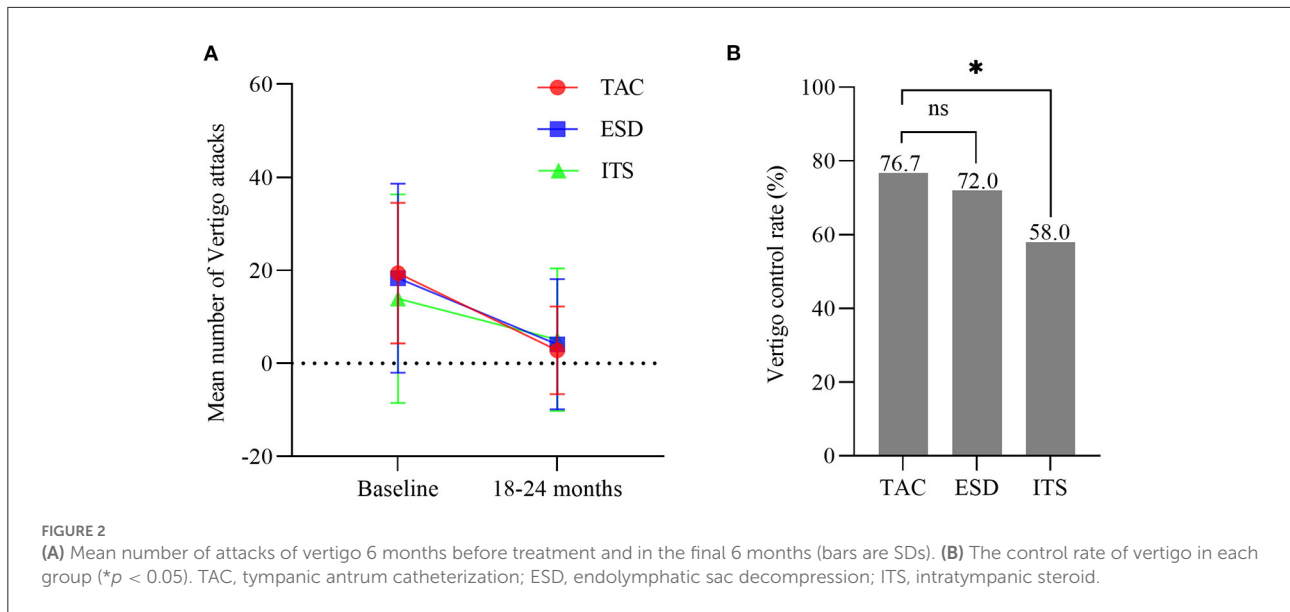 A
60
40
20
0
-20
Mean number of Vertigo attacks
TAC
ESD
ITS
Baseline 18-24 months
B
100
80
60
40
20
0
Vertigo control rate (%)
*
ns
76.7
72.0
58.0
TAC ESD ITS
FIGURE 2
(A) Mean number of attacks of vertigo 6 months before treatment and in the final 6 months (bars are SDs). (B) The control rate of vertigo in each
group (*p < 0.05). TAC, tympanic antrum catheterization; ESD, endolymphatic sac decompression; ITS, intratympanic steroid.